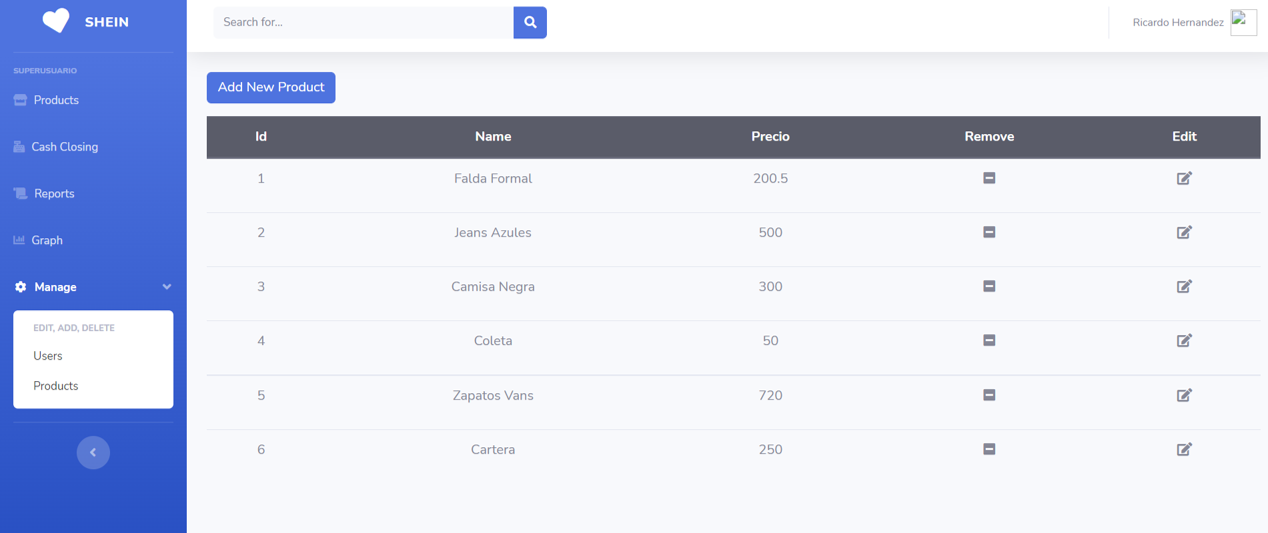 SHEIN
Search for...
Ricardo Hernandez
SUPERUSUARIO
Products
Cash Closing
Reports
Graph
Manage
EDIT, ADD, DELETE
Users
Products
Add New Product
Id Name Precio Remove Edit
1 Falda Formal 200.5
2 Jeans Azules 500
3 Camisa Negra 300
4 Coleta 50
5 Zapatos Vans 720
6 Cartera 250